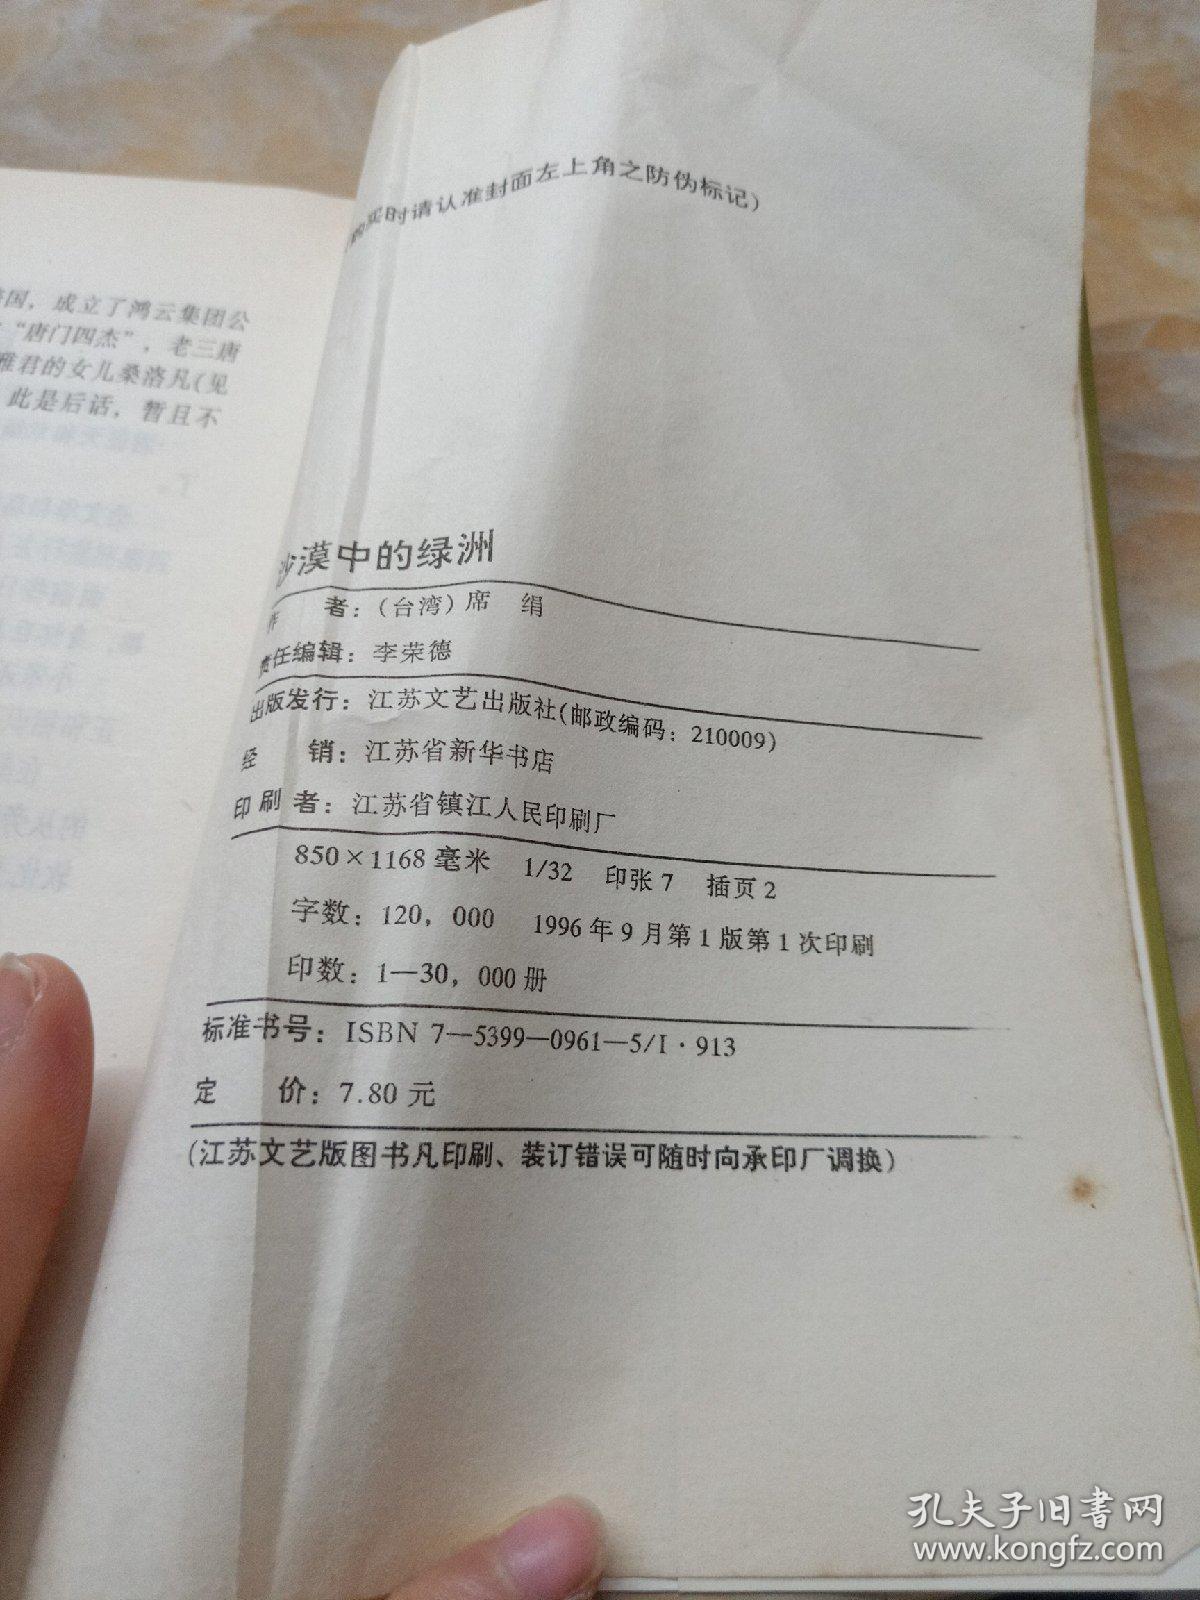 国，成立了鸿云集团公
“唐门四杰”，老三唐
雅君的女儿桑洛凡(见
此是后话，暂且不
购买时请认准封面左上角之防伪标记）
沙漠中的绿洲
作 者：（台湾）席 绢
责任编辑：李荣德
出版发行：江苏文艺出版社（邮政编码：210009）
经 销：江苏省新华书店
印刷者：江苏省镇江人民印刷厂
850×1168毫米 1/32 印张7 插页2
字数：120，000 1996年9月第1版第1次印刷
印数：1—30，000册
标准书号：ISBN 7—5399—0961—5/I·913
定 价：7.80元
（江苏文艺版图书凡印刷、装订错误可随时向承印厂调换）
孔夫子旧书网
www.kongfz.com